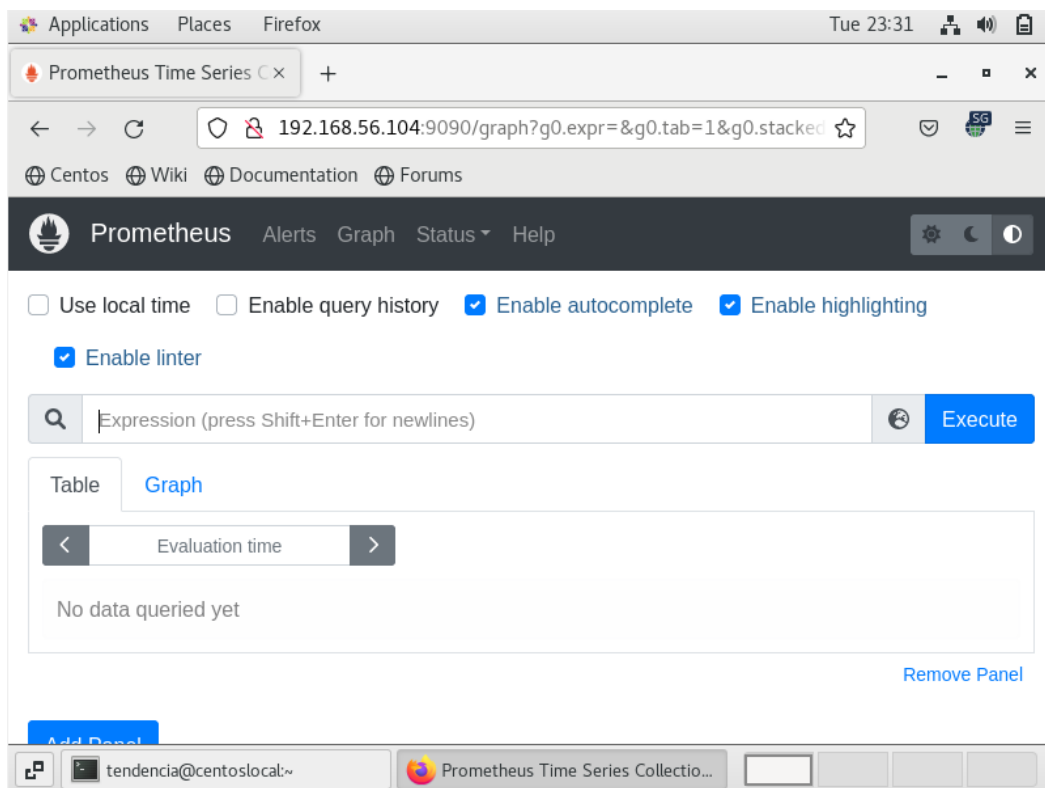 Applications Places Firefox Tue 23:31
Prometheus Time Series C
192.168.56.104:9090/graph?g0.expr=&g0.tab=1&g0.stacked
SG
Centos Wiki Documentation Forums
Prometheus Alerts Graph Status Help
Use local time Enable query history Enable autocomplete Enable highlighting
Enable linter
Expression (press Shift+Enter for newlines) Execute
Table Graph
Evaluation time
No data queried yet
Remove Panel
Add Panel
tendencia@centoslocal:~ Prometheus Time Series Collectio...